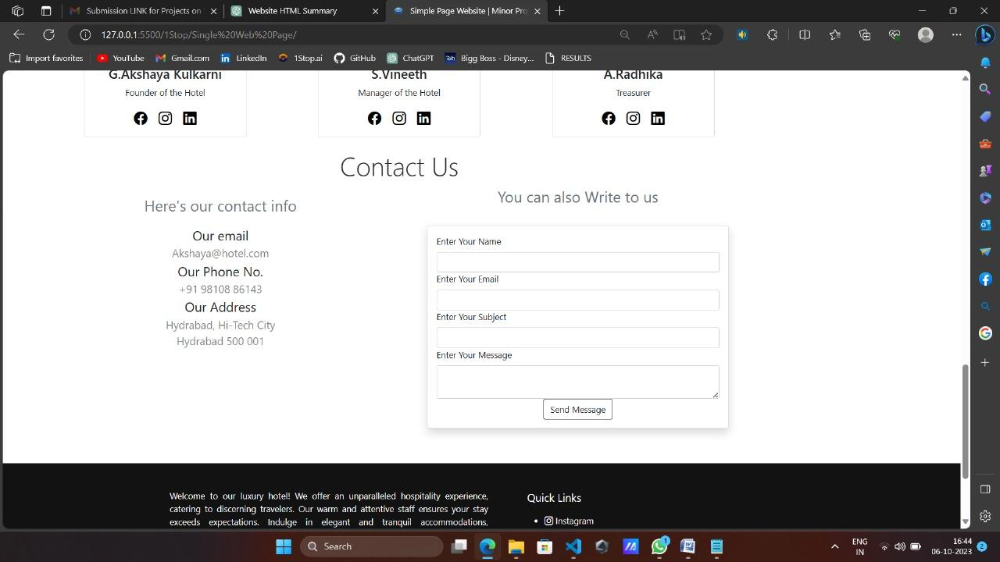 Submission LINK for Projects on
Website HTML Summary
Simple Page Website | Minor Pro
127.0.0.1:5500/1Stop/Single%20Web%20Page/
Import favorites
YouTube
Gmail.com
LinkedIn
1Stop.ai
GitHub
ChatGPT
Bigg Boss - Disney...
RESULTS
G.Akshaya Kulkarni
S.Vineeth
A.Radhika
Founder of the Hotel
Manager of the Hotel
Treasurer
Contact Us
Here's our contact info
You can also Write to us
Our email
Akshaya@hotel.com
Our Phone No.
+91 98108 86143
Our Address
Hydrabad, Hi-Tech City
Hydrabad 500 001
Enter Your Name
Enter Your Email
Enter Your Subject
Enter Your Message
Send Message
Welcome to our luxury hotel! We offer an unparalleled hospitality experience,
catering to discerning travelers. Our warm and attentive staff ensures your stay
exceeds expectations. Indulge in elegant and tranquil accommodations,
Quick Links
Instagram
Search
1
ENG
IN
16:44
06-10-2023
2